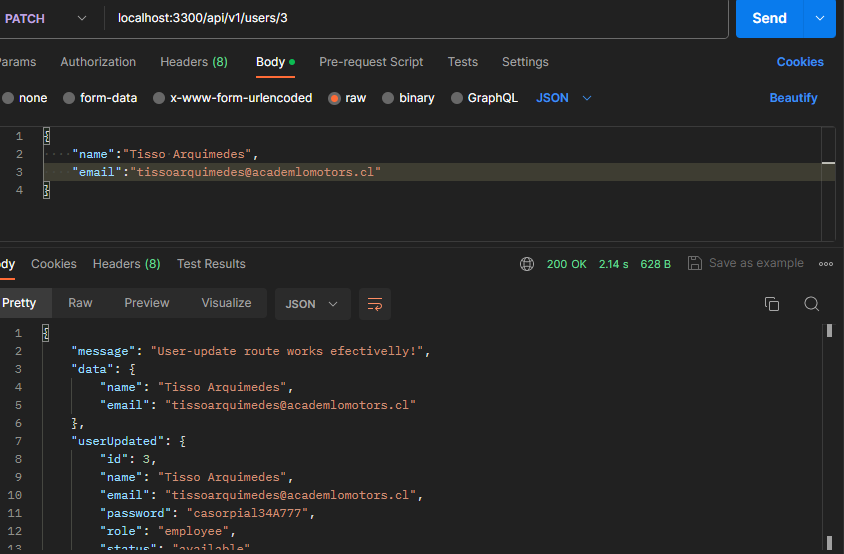 PATCH localhost:3300/api/v1/users/3 Send
arams Authorization Headers (8) Body Pre-request Script Tests Settings Cookies
none form-data x-www-form-urlencoded raw binary GraphQL JSON Beautify
1 {
2 ····"name":"Tisso·Arquimedes",
3 ····"email":"tissoarquimedes@academlomotors.cl"
4 }
dy Cookies Headers (8) Test Results 200 OK 2.14 s 628 B Save as example
Pretty Raw Preview Visualize JSON
1 {
2 "message": "User-update route works efectivelly!",
3 "data": {
4 "name": "Tisso Arquimedes",
5 "email": "tissoarquimedes@academlomotors.cl"
6 },
7 "userUpdated": {
8 "id": 3,
9 "name": "Tisso Arquimedes",
10 "email": "tissoarquimedes@academlomotors.cl",
11 "password": "casorpial34A777",
12 "role": "employee",
13 "status": "available"